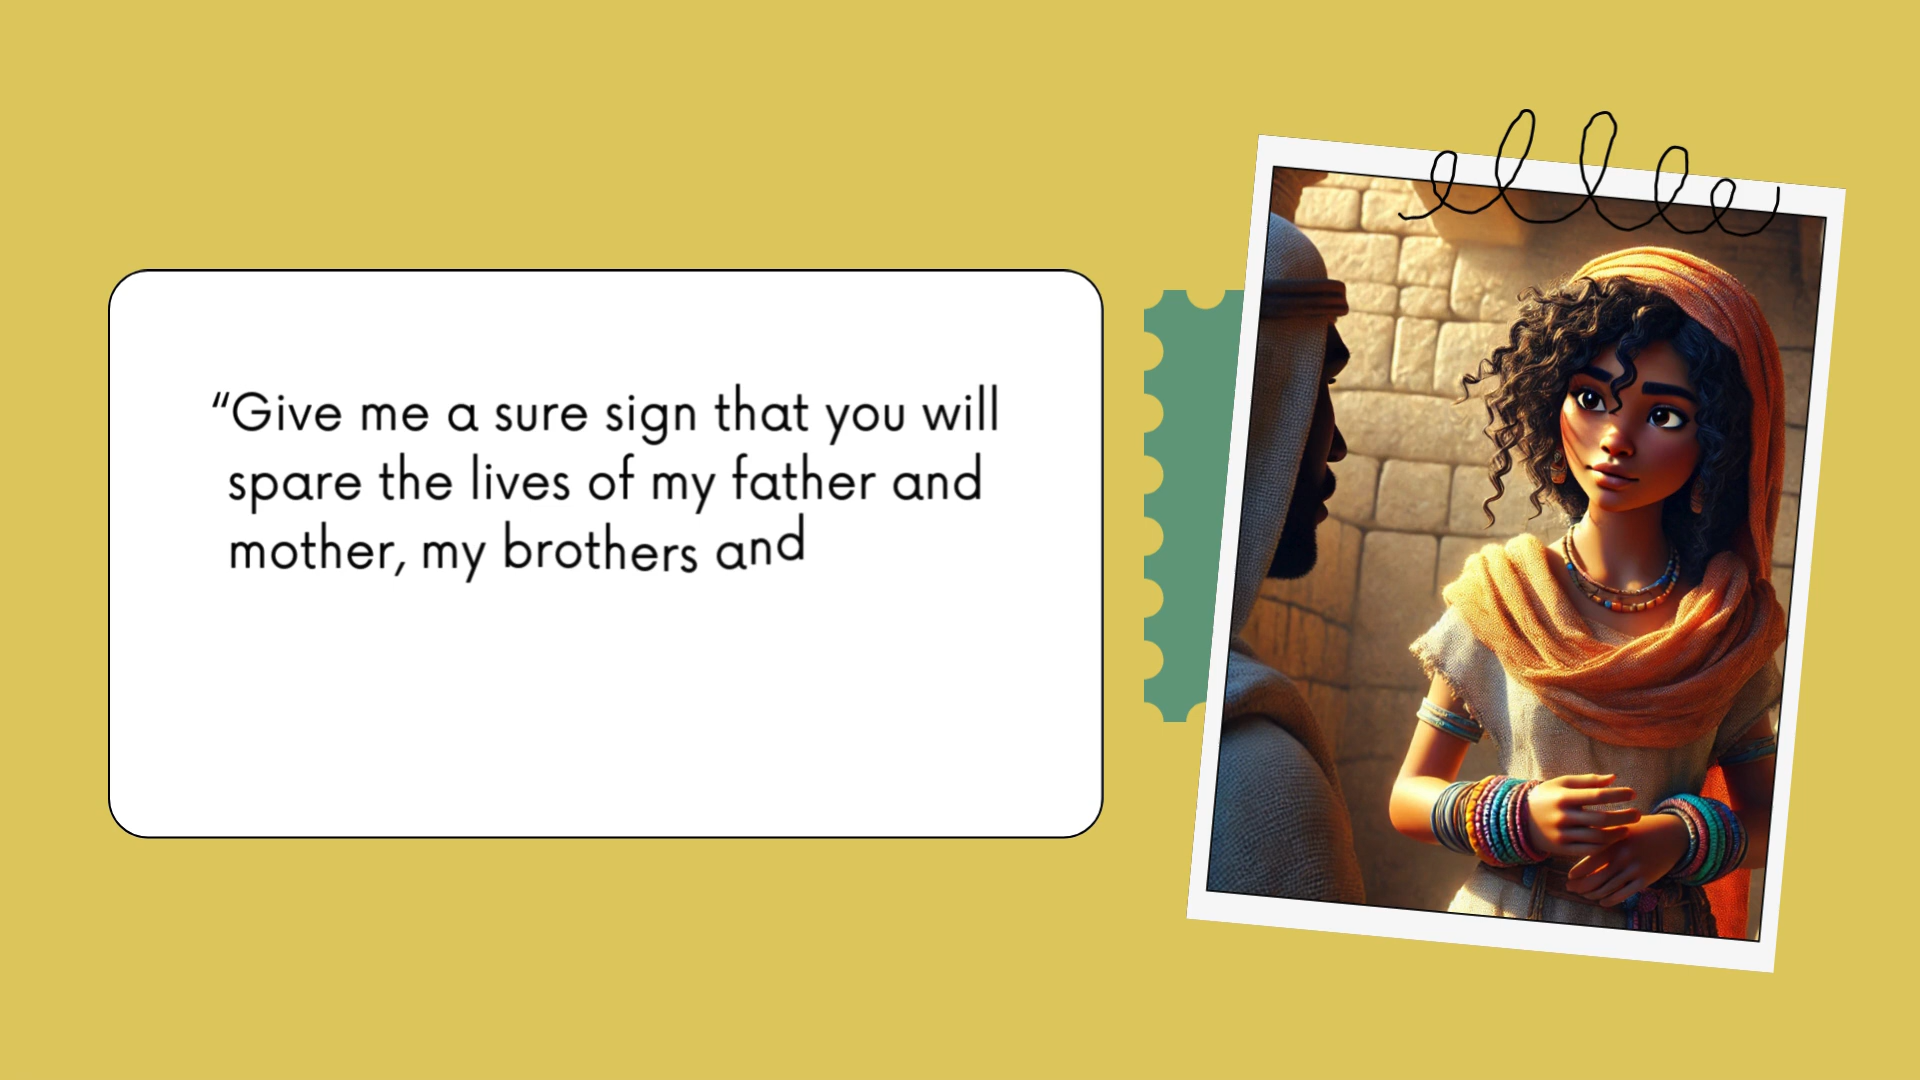 “Give me a sure sign that you will
spare the lives of my father and
mother, my brothers and